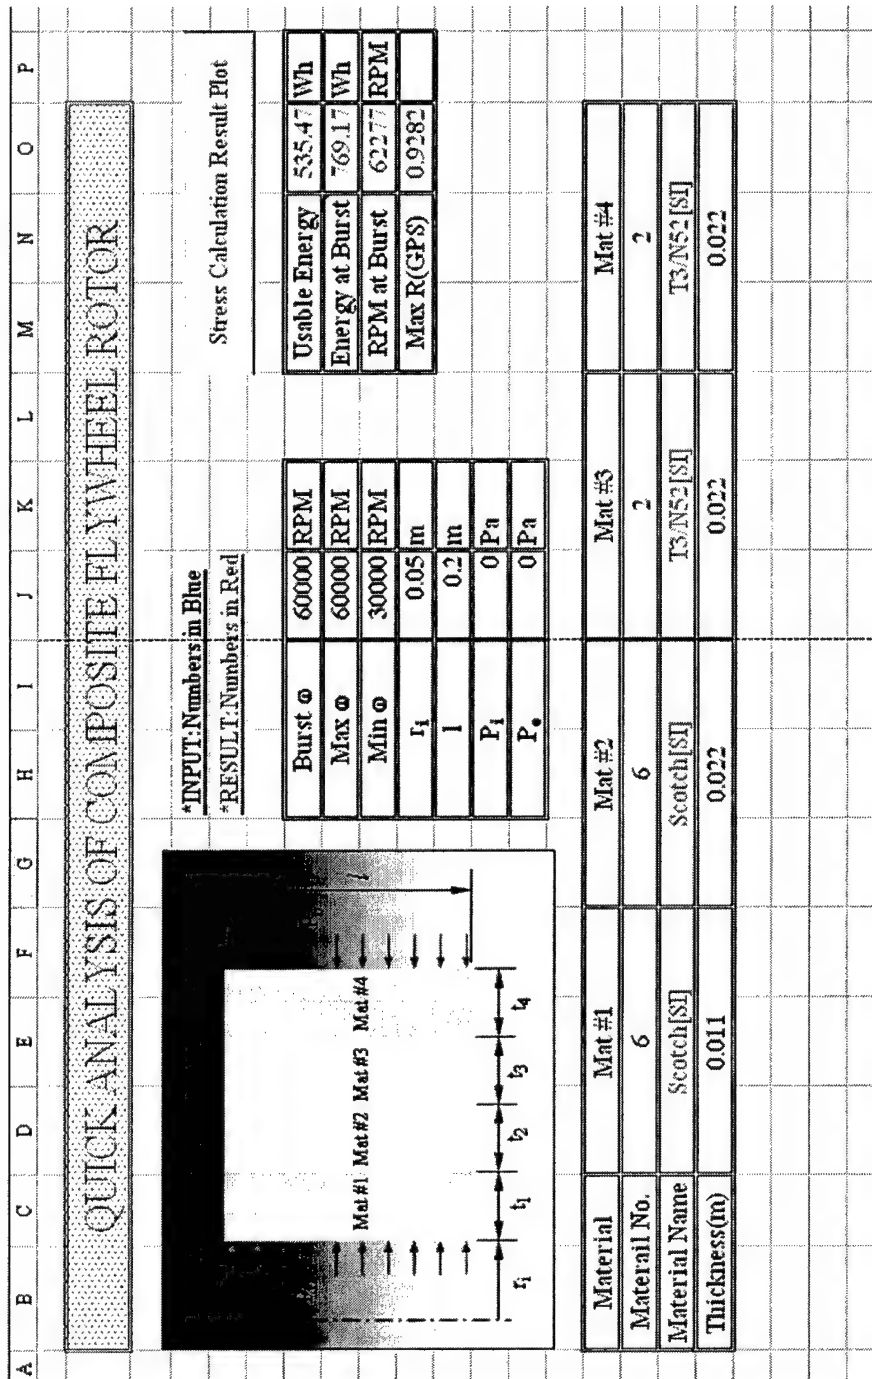 A B C D E F G H I J K L M N O P
QUICK ANALYSIS OF COMPOSITE FLYWHEEL ROTOR
*INPUT:Numbers in Blue
*RESULT:Numbers in Red
Stress Calculation Result Plot
Mat#1 Mat#2 Mat#3 Mat#4
l
ri t1 t2 t3 t4
Burst ω 60000 RPM
Max ω 60000 RPM
Min ω 30000 RPM
ri 0.05 m
l 0.2 m
Pi 0 Pa
Pe 0 Pa
Usable Energy 535.47 Wh
Energy at Burst 769.17 Wh
RPM at Burst 62277 RPM
Max R(GPS) 0.9282
Material Mat #1 Mat #2 Mat #3 Mat #4
Materail No. 6 6 2 2
Material Name Scotch[SI] Scotch[SI] T3/N52[SI] T3/N52[SI]
Thickness(m) 0.011 0.022 0.022 0.022